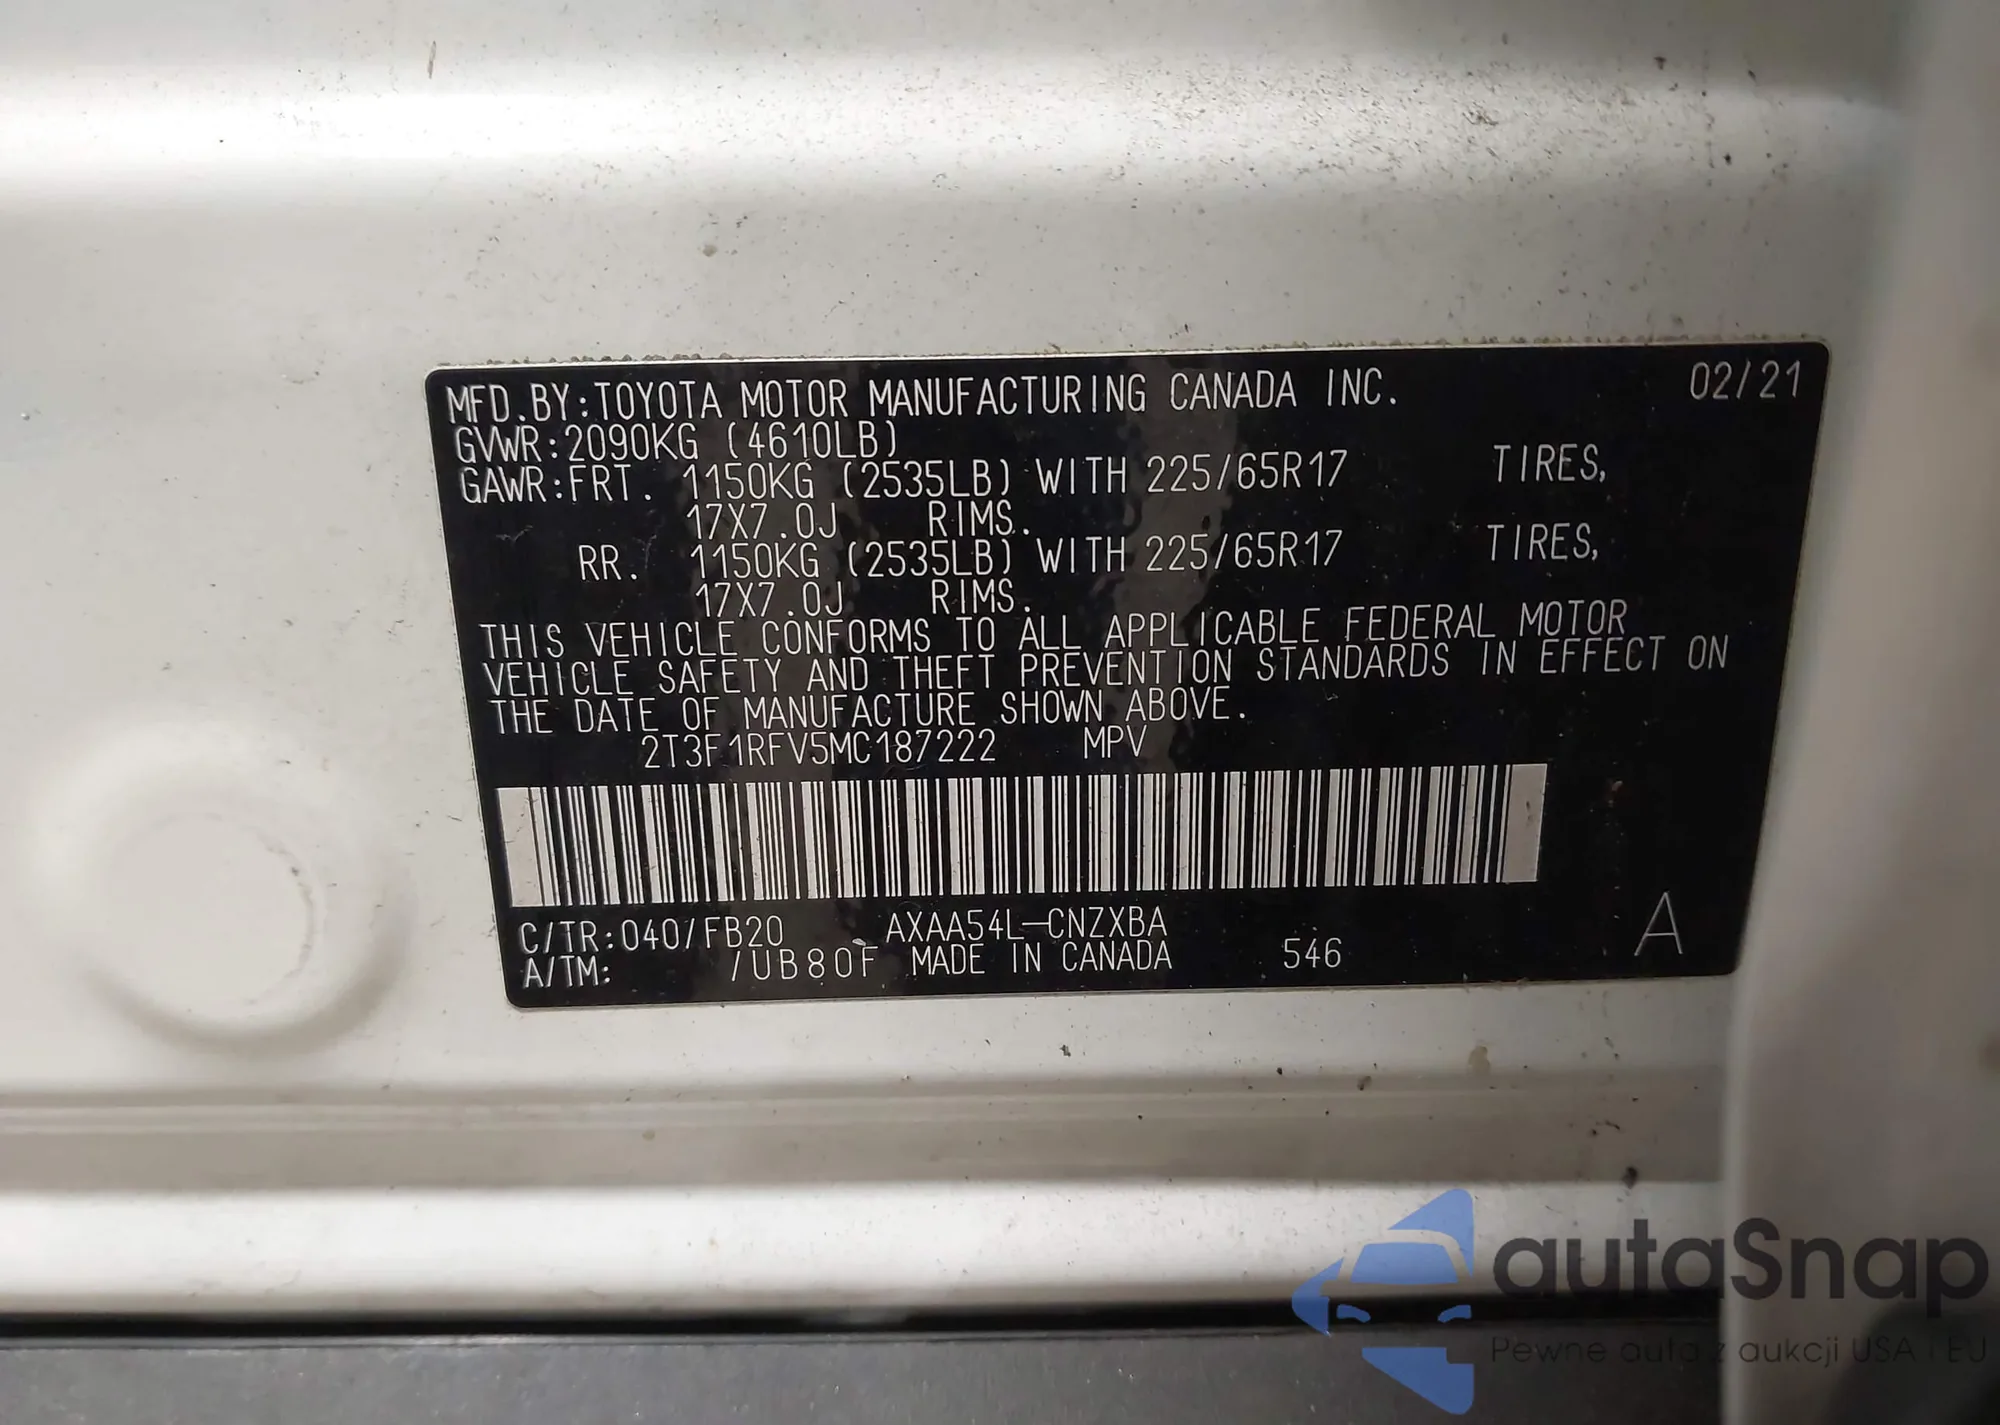 MFD.BY:TOYOTA MOTOR MANUFACTURING CANADA INC. 02/21
GVWR:2090KG (4610LB)
GAWR:FRT. 1150KG (2535LB) WITH 225/65R17 TIRES,
17X7.0J RIMS.
RR. 1150KG (2535LB) WITH 225/65R17 TIRES,
17X7.0J RIMS.
THIS VEHICLE CONFORMS TO ALL APPLICABLE FEDERAL MOTOR
VEHICLE SAFETY AND THEFT PREVENTION STANDARDS IN EFFECT ON
THE DATE OF MANUFACTURE SHOWN ABOVE.
2T3F1RFV5MC187222 MPV
C/TR:040/FB20 AXAA54L-CNZXBA
A/TM: /UB80F MADE IN CANADA 546 A
autaSnap
Pewne auta z aukcji USA i EU